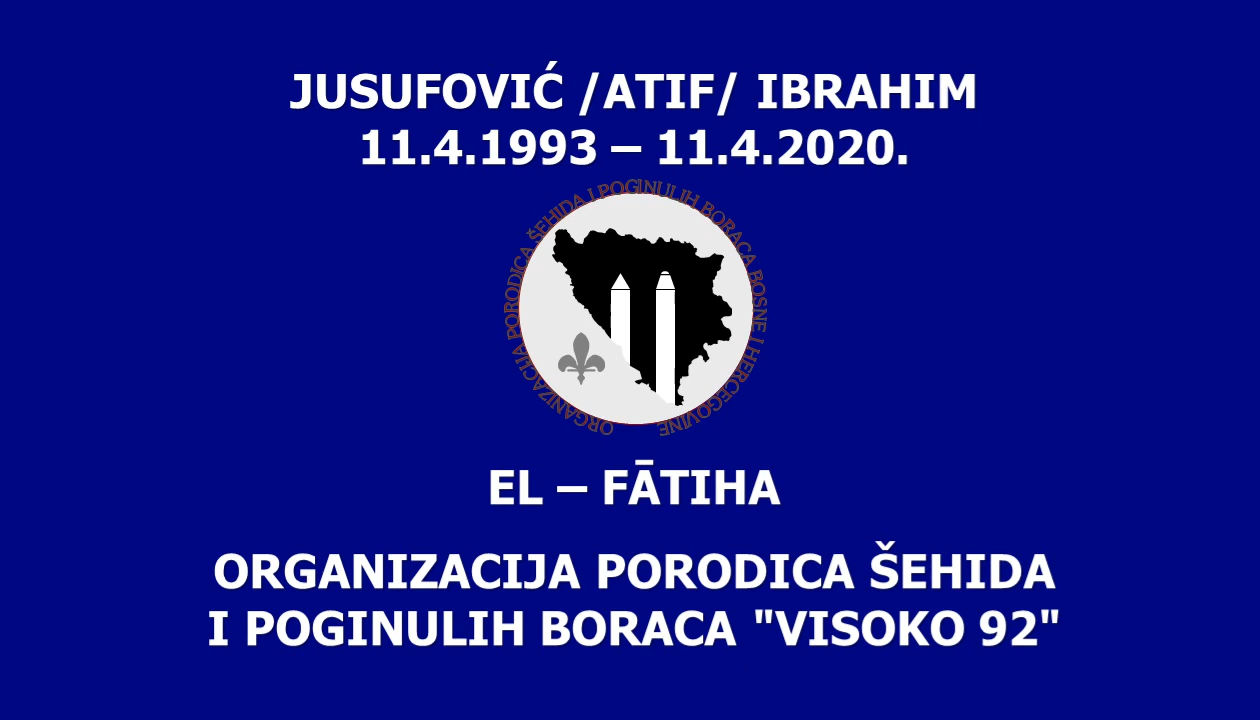 JUSUFOVIĆ /ATIF/ IBRAHIM
11.4.1993 – 11.4.2020.
ORGANIZACIJA PORODICA ŠEHIDA I POGINULIH BORACA BOSNE I HERCEGOVINE
EL – FĀTIHA
ORGANIZACIJA PORODICA ŠEHIDA
I POGINULIH BORACA "VISOKO 92"